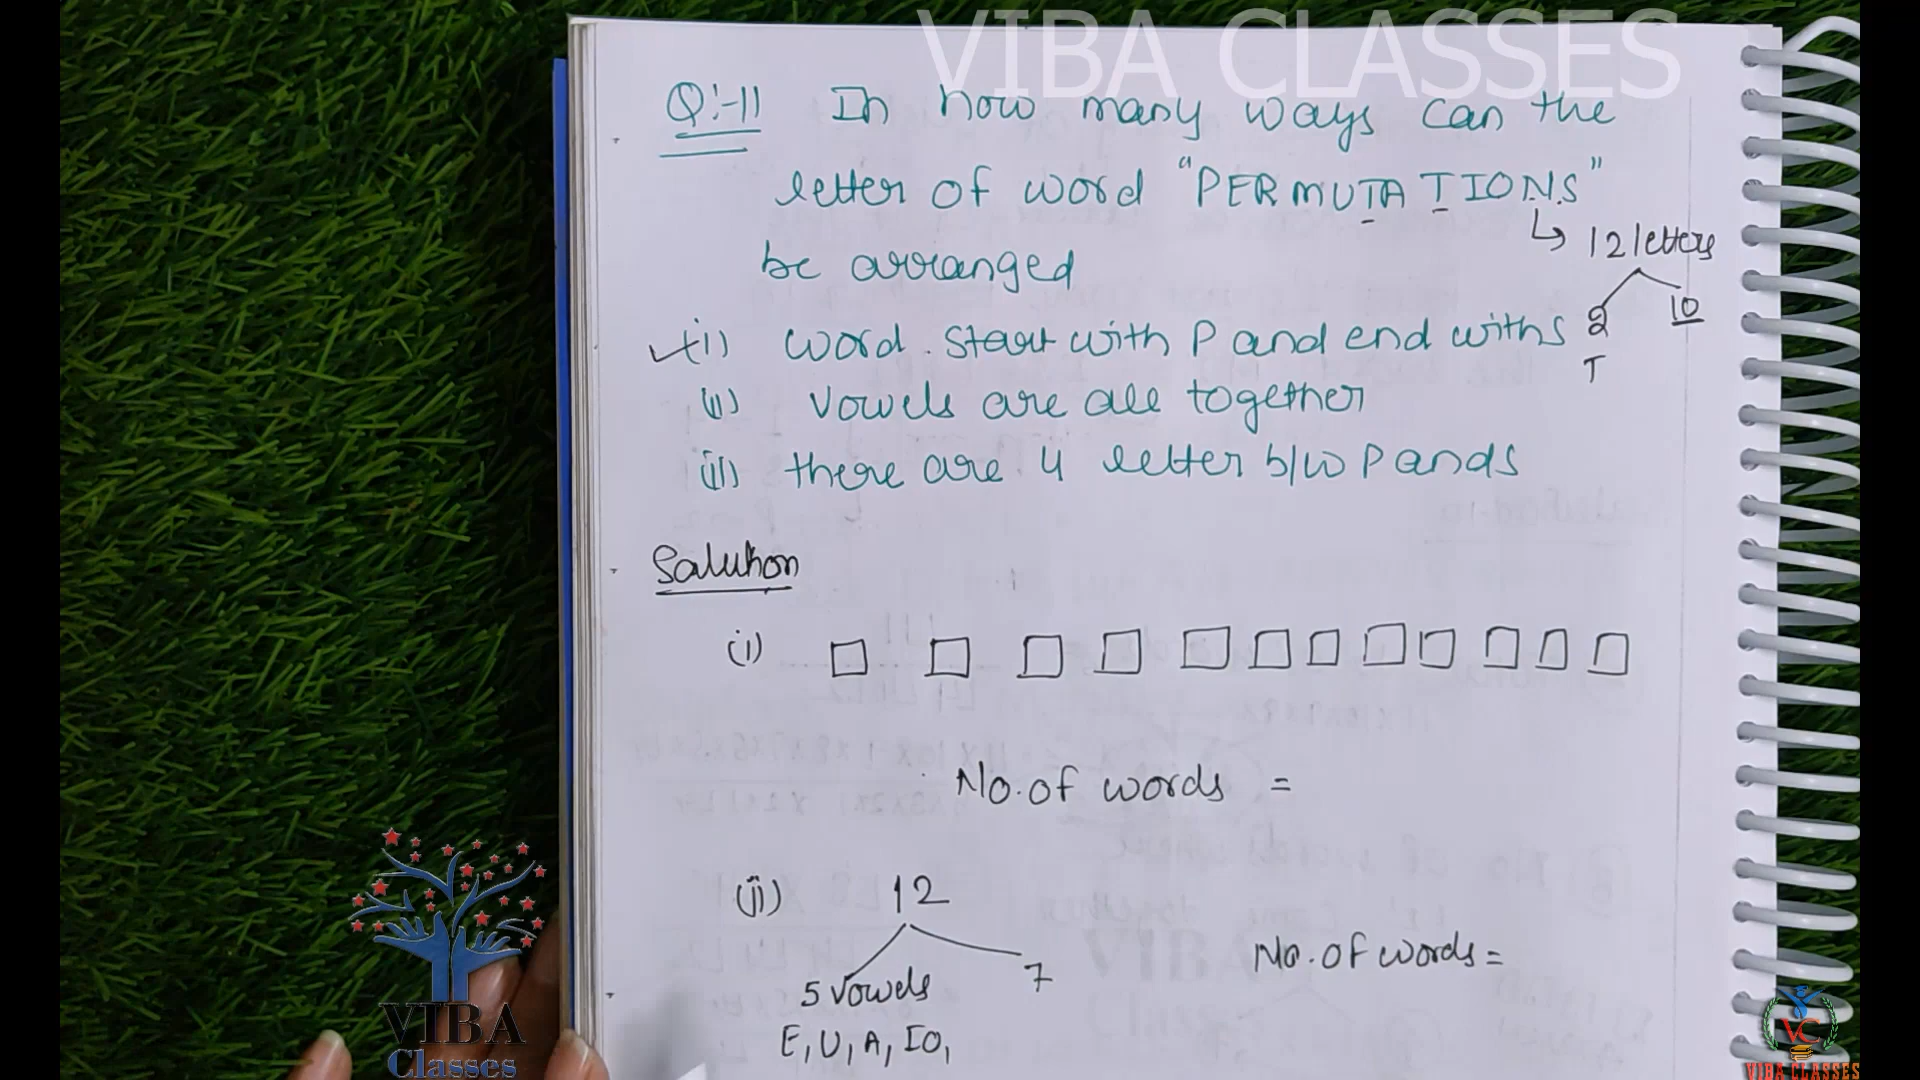 VIBA CLASSES
Q:-11 In how many ways can the
letter of word "PERMUTATIONS"
↳ 12 letters
be arranged
2 10
T
(i) word start with P and end with S
(ii) vowels are all together
(iii) there are 4 letter b/w P and S
Solution
(i)
No. of words =
(ii) 12
5 vowels 7
No. of words =
E, U, A, IO,
VIBA
Classes
VC
VIBA CLASSES